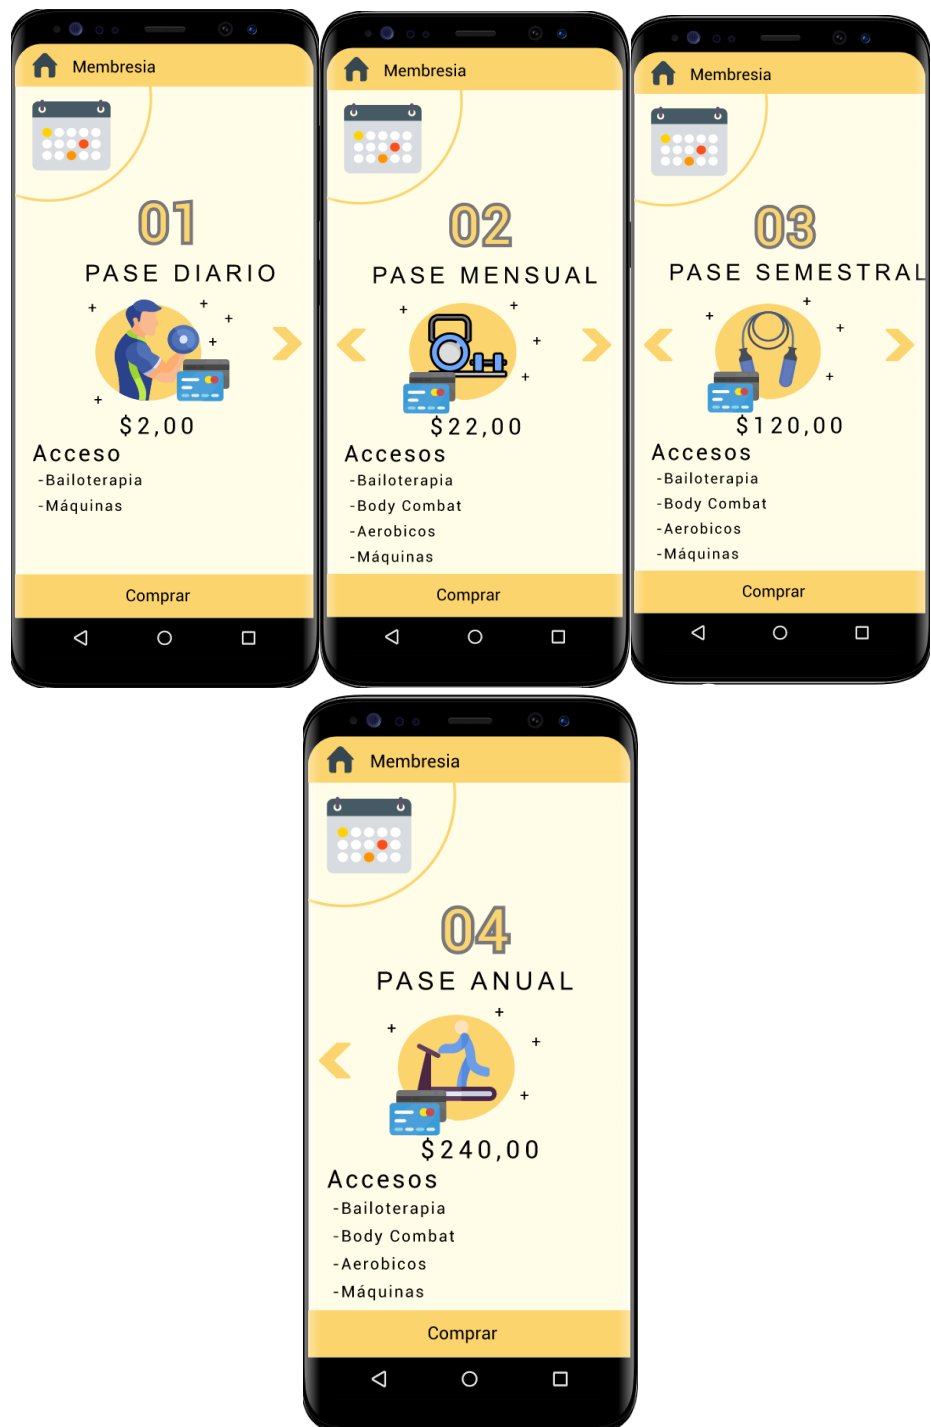 Membresia
01
PASE DIARIO
$2,00
Acceso
-Bailoterapia
-Máquinas
Comprar
Membresia
02
PASE MENSUAL
$22,00
Accesos
-Bailoterapia
-Body Combat
-Aerobicos
-Máquinas
Comprar
Membresia
03
PASE SEMESTRAL
$120,00
Accesos
-Bailoterapia
-Body Combat
-Aerobicos
-Máquinas
Comprar
Membresia
04
PASE ANUAL
$240,00
Accesos
-Bailoterapia
-Body Combat
-Aerobicos
-Máquinas
Comprar